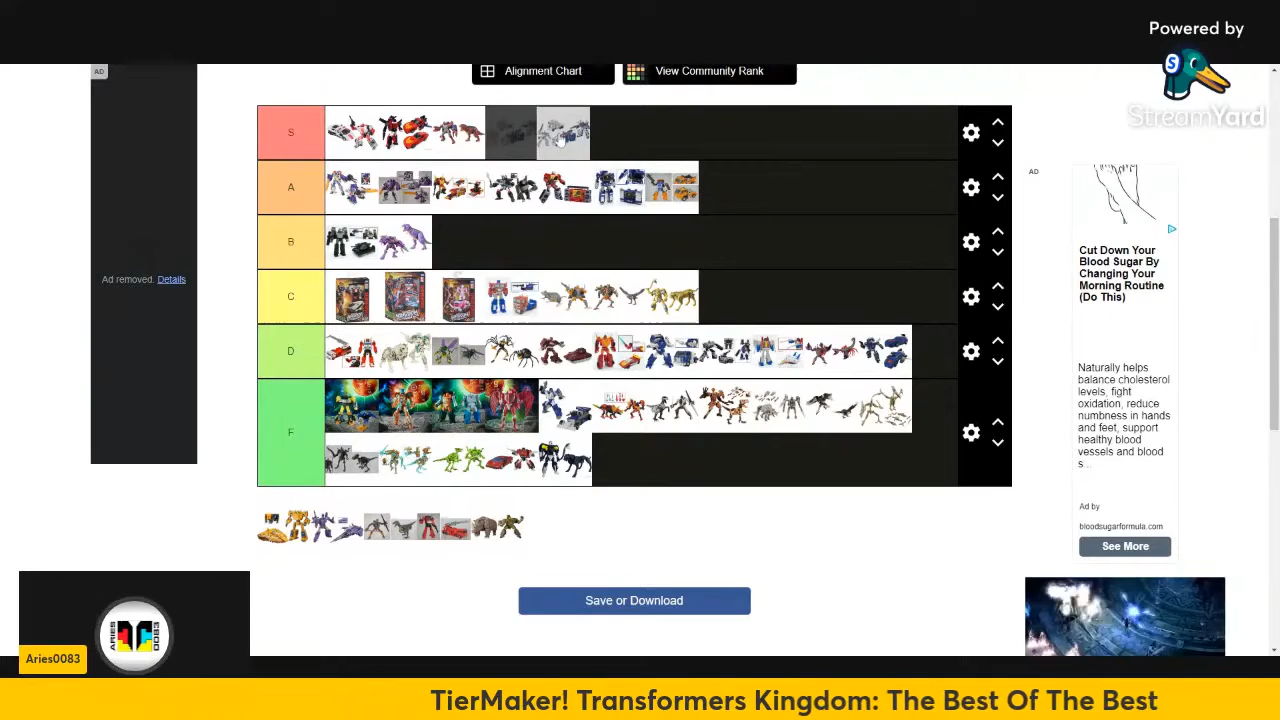 Powered by
StreamYard
AD
Alignment Chart
View Community Rank
S
A
B
C
D
F
Ad removed. Details
AD
Cut Down Your
Blood Sugar By
Changing Your
Morning Routine
(Do This)
Naturally helps
balance cholesterol
levels, fight
oxidation, reduce
numbness in hands
and feet, support
healthy blood
vessels and blood
s...
Ad by
bloodsugarformula.com
See More
Save or Download
ARIES
0083
Aries0083
TierMaker! Transformers Kingdom: The Best Of The Best